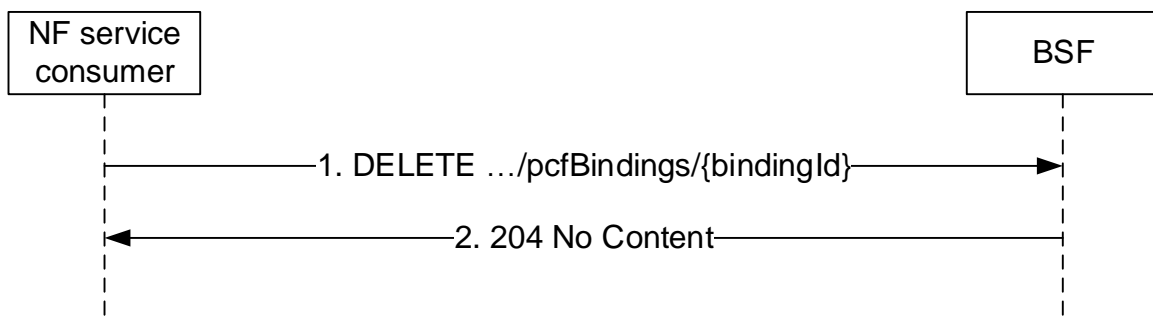 NF service
consumer
BSF
1. DELETE …/pcfBindings/{bindingId}
2. 204 No Content